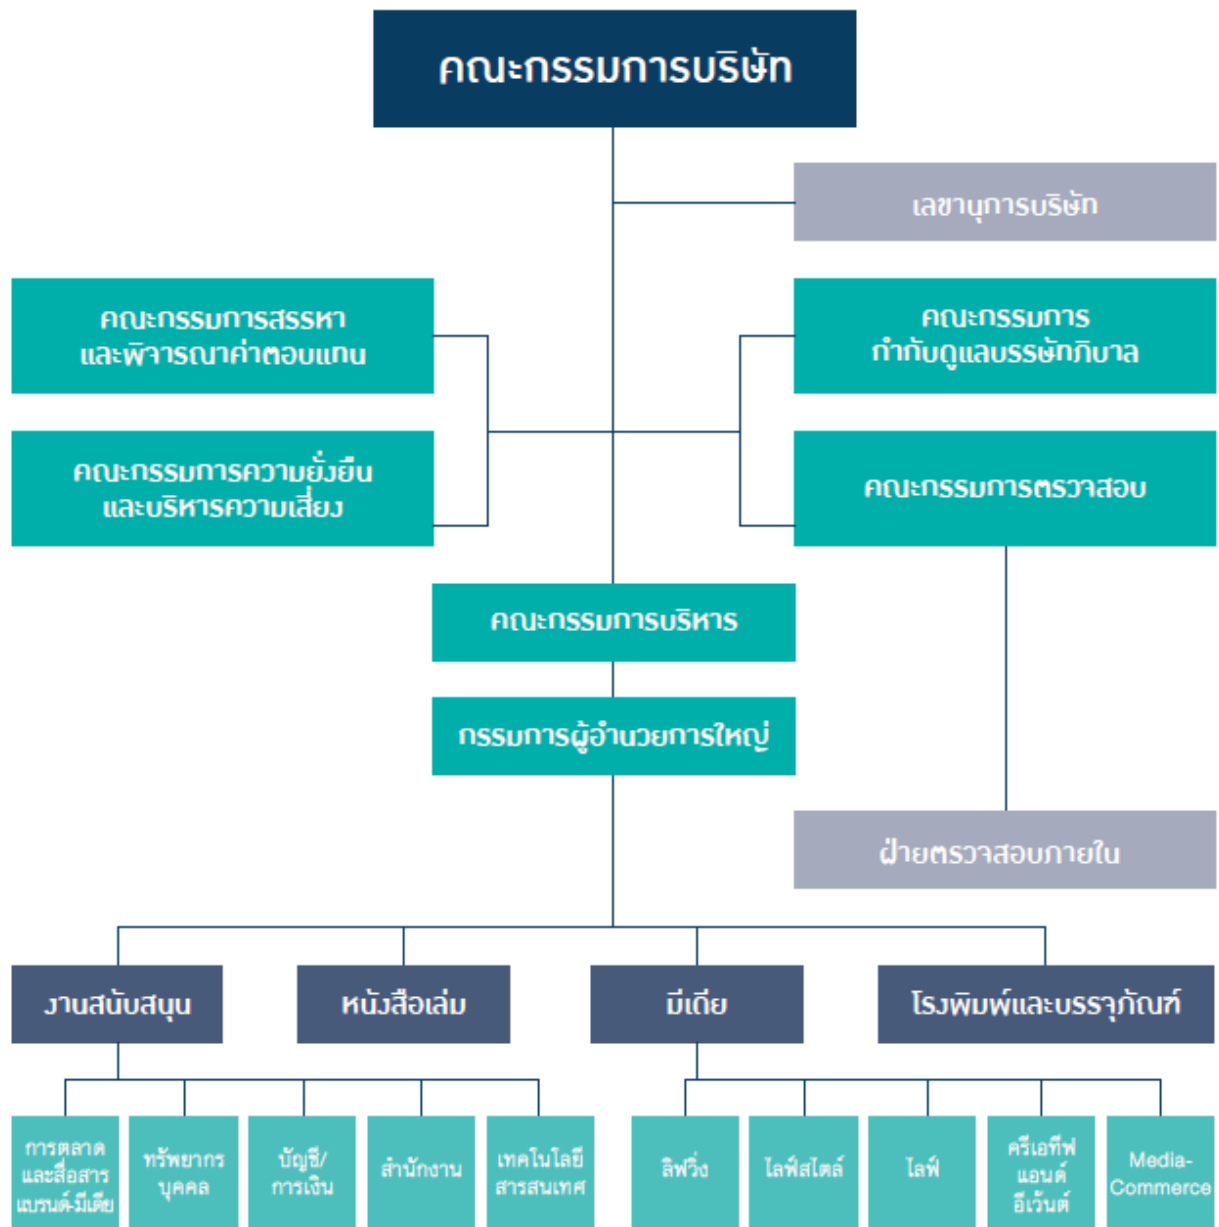 คณะกรรมการบริษัท
เลขานุการบริษัท
คณะกรรมการสรรหา
และพิจารณาค่าตอบแทน
คณะกรรมการ
กำกับดูแลบรรษัทภิบาล
คณะกรรมการความยั่งยืน
และบริหารความเสี่ยง
คณะกรรมการตรวจสอบ
คณะกรรมการบริหาร
กรรมการผู้อำนวยการใหญ่
ฝ่ายตรวจสอบภายใน
งานสนับสนุน
หนังสือเล่ม
มีเดีย
โรงพิมพ์และบรรจุภัณฑ์
การตลาด
และสื่อสาร
แบรนด์-มีเดีย
ทรัพยากร
บุคคล
บัญชี/
การเงิน
สำนักงาน
เทคโนโลยี
สารสนเทศ
ลิฟวิ่ง
ไลฟ์สไตล์
ไลฟ์
ครีเอทีฟ
แอนด์
อีเว้นต์
Media-
Commerce